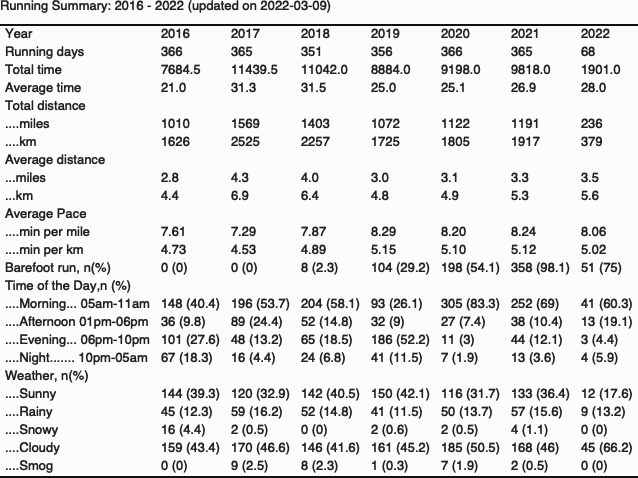 Running Summary: 2016 - 2022 (updated on 2022-03-09)
Year 2016 2017 2018 2019 2020 2021 2022
Running days 366 365 351 356 366 365 68
Total time 7684.5 11439.5 11042.0 8884.0 9198.0 9818.0 1901.0
Average time 21.0 31.3 31.5 25.0 25.1 26.9 28.0
Total distance
....miles 1010 1569 1403 1072 1122 1191 236
....km 1626 2525 2257 1725 1805 1917 379
Average distance
...miles 2.8 4.3 4.0 3.0 3.1 3.3 3.5
...km 4.4 6.9 6.4 4.8 4.9 5.3 5.6
Average Pace
....min per mile 7.61 7.29 7.87 8.29 8.20 8.24 8.06
....min per km 4.73 4.53 4.89 5.15 5.10 5.12 5.02
Barefoot run, n(%) 0 (0) 0 (0) 8 (2.3) 104 (29.2) 198 (54.1) 358 (98.1) 51 (75)
Time of the Day,n (%)
....Morning... 05am-11am 148 (40.4) 196 (53.7) 204 (58.1) 93 (26.1) 305 (83.3) 252 (69) 41 (60.3)
....Afternoon 01pm-06pm 36 (9.8) 89 (24.4) 52 (14.8) 32 (9) 27 (7.4) 38 (10.4) 13 (19.1)
....Evening... 06pm-10pm 101 (27.6) 48 (13.2) 65 (18.5) 186 (52.2) 11 (3) 44 (12.1) 3 (4.4)
....Night....... 10pm-05am 67 (18.3) 16 (4.4) 24 (6.8) 41 (11.5) 7 (1.9) 13 (3.6) 4 (5.9)
Weather, n(%)
....Sunny 144 (39.3) 120 (32.9) 142 (40.5) 150 (42.1) 116 (31.7) 133 (36.4) 12 (17.6)
....Rainy 45 (12.3) 59 (16.2) 52 (14.8) 41 (11.5) 50 (13.7) 57 (15.6) 9 (13.2)
....Snowy 16 (4.4) 2 (0.5) 0 (0) 2 (0.6) 2 (0.5) 4 (1.1) 0 (0)
....Cloudy 159 (43.4) 170 (46.6) 146 (41.6) 161 (45.2) 185 (50.5) 168 (46) 45 (66.2)
....Smog 0 (0) 9 (2.5) 8 (2.3) 1 (0.3) 7 (1.9) 2 (0.5) 0 (0)